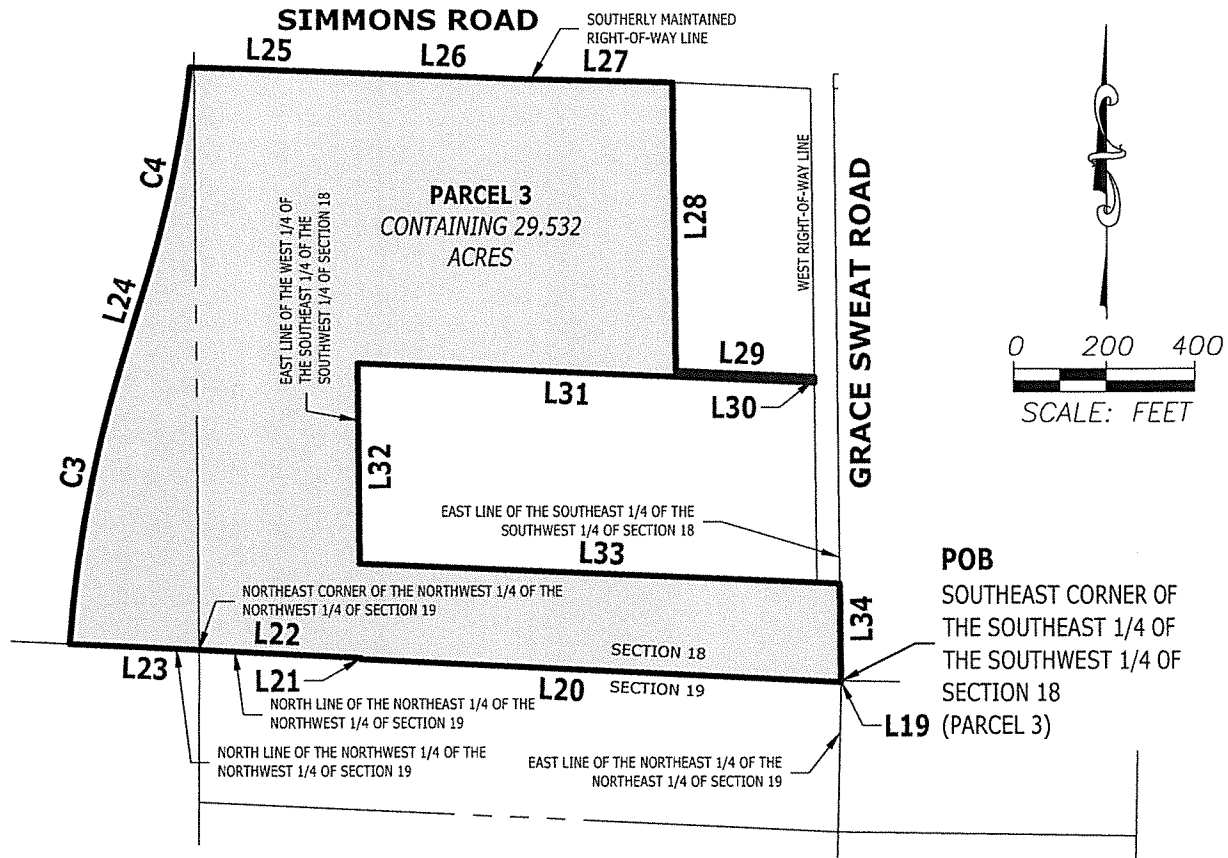 SIMMONS ROAD
SOUTHERLY MAINTAINED
RIGHT-OF-WAY LINE
L25
L26
L27
C4
PARCEL 3
CONTAINING 29.532
ACRES
EAST LINE OF THE WEST 1/4 OF
THE SOUTHEAST 1/4 OF THE
SOUTHWEST 1/4 OF SECTION 18
L28
WEST RIGHT-OF-WAY LINE
GRACE SWEAT ROAD
L24
0 200 400
SCALE: FEET
L29
L31
L30
C3
L32
EAST LINE OF THE SOUTHEAST 1/4 OF THE
SOUTHWEST 1/4 OF SECTION 18
L33
POB
SOUTHEAST CORNER OF
THE SOUTHEAST 1/4 OF
THE SOUTHWEST 1/4 OF
SECTION 18
(PARCEL 3)
L34
NORTHEAST CORNER OF THE NORTHWEST 1/4 OF THE
NORTHWEST 1/4 OF SECTION 19
L22
SECTION 18
L23
L21
L20
SECTION 19
L19
NORTH LINE OF THE NORTHEAST 1/4 OF THE
NORTHWEST 1/4 OF SECTION 19
NORTH LINE OF THE NORTHWEST 1/4 OF THE
NORTHWEST 1/4 OF SECTION 19
EAST LINE OF THE NORTHEAST 1/4 OF THE
NORTHEAST 1/4 OF SECTION 19